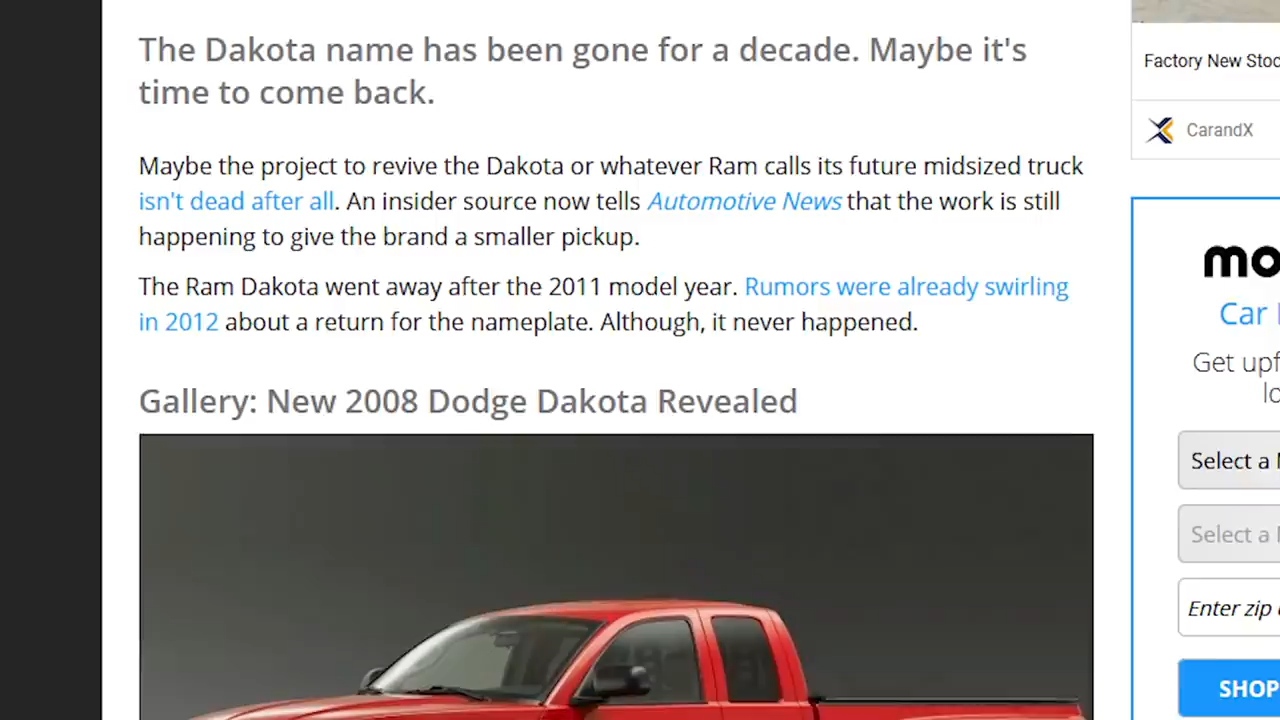 The Dakota name has been gone for a decade. Maybe it's
time to come back.
Maybe the project to revive the Dakota or whatever Ram calls its future midsized truck
isn't dead after all. An insider source now tells Automotive News that the work is still
happening to give the brand a smaller pickup.
The Ram Dakota went away after the 2011 model year. Rumors were already swirling
in 2012 about a return for the nameplate. Although, it never happened.
Gallery: New 2008 Dodge Dakota Revealed
Factory New
CarandX
Car
Get
Select a
Select a
Enter zip
SHOP